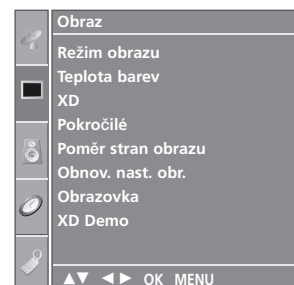 Obraz
Režim obrazu
Teplota barev
XD
Pokročilé
Poměr stran obrazu
Obnov. nast. obr.
Obrazovka
XD Demo
▲▼ ◄► OK MENU